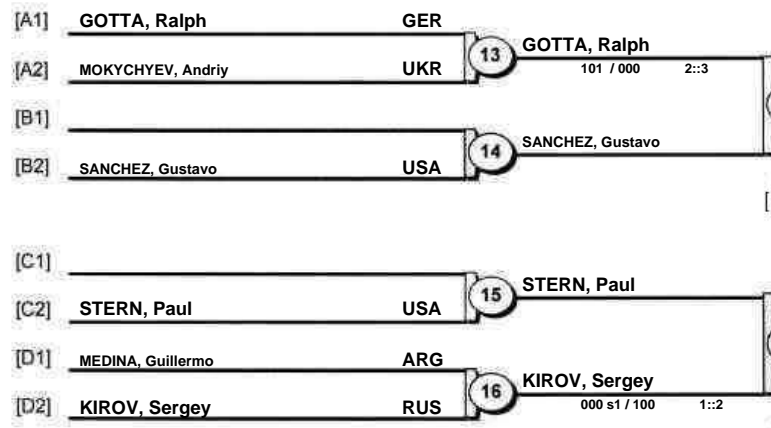 [A1] GOTTA, Ralph GER
13 GOTTA, Ralph
[A2] MOKYCHYEV, Andriy UKR
101 / 000 2::3
[B1]
14 SANCHEZ, Gustavo
[B2] SANCHEZ, Gustavo USA
[
[C1]
15 STERN, Paul
[C2] STERN, Paul USA
[D1] MEDINA, Guillermo ARG
16 KIROV, Sergey
[D2] KIROV, Sergey RUS
000 s1 / 100 1::2